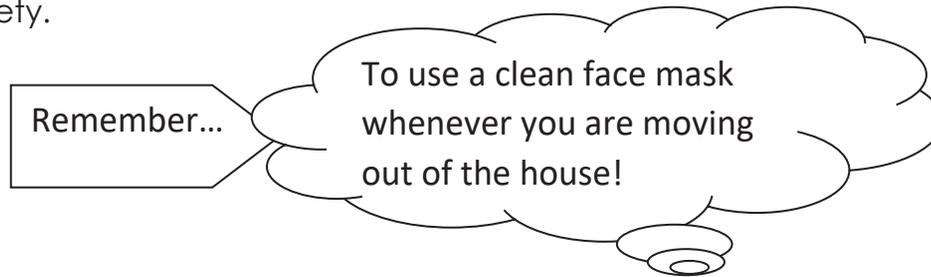 ety.
Remember...
To use a clean face mask
whenever you are moving
out of the house!